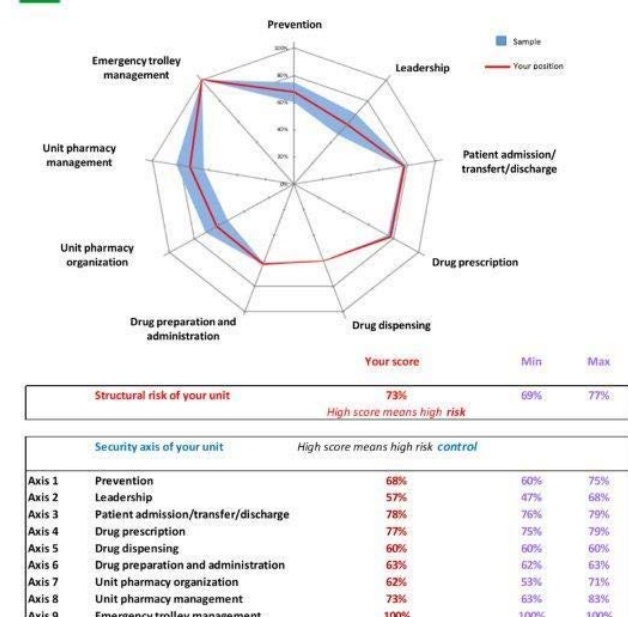 Prevention
100%
80%
60%
40%
20%
0%
Sample
Your position
Emergency trolley
management
Leadership
Unit pharmacy
management
Patient admission/
transfert/discharge
Unit pharmacy
organization
Drug prescription
Drug preparation and
administration
Drug dispensing
Your score Min Max
Structural risk of your unit 73% 69% 77%
High score means high risk
Security axis of your unit High score means high risk control
Axis 1 Prevention 68% 60% 75%
Axis 2 Leadership 57% 47% 68%
Axis 3 Patient admission/transfer/discharge 78% 76% 79%
Axis 4 Drug prescription 77% 75% 79%
Axis 5 Drug dispensing 60% 60% 60%
Axis 6 Drug preparation and administration 63% 62% 63%
Axis 7 Unit pharmacy organization 62% 53% 71%
Axis 8 Unit pharmacy management 73% 63% 83%
Axis 9 Emergency trolley management 100% 100% 100%